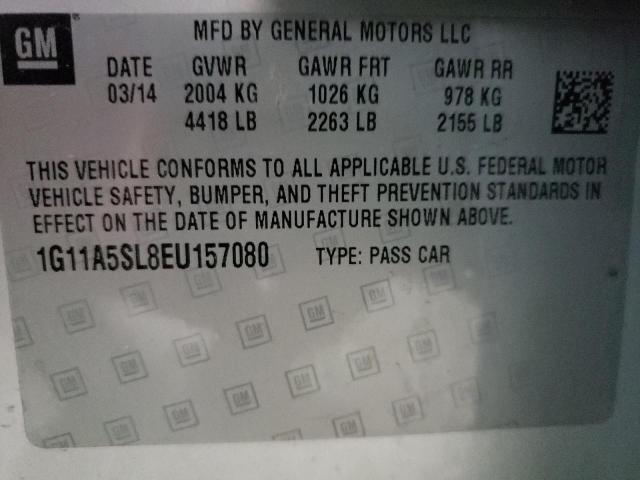 GM
MFD BY GENERAL MOTORS LLC
DATE GVWR GAWR FRT GAWR RR
03/14 2004 KG 1026 KG 978 KG
4418 LB 2263 LB 2155 LB
THIS VEHICLE CONFORMS TO ALL APPLICABLE U.S. FEDERAL MOTOR
VEHICLE SAFETY, BUMPER, AND THEFT PREVENTION STANDARDS IN
EFFECT ON THE DATE OF MANUFACTURE SHOWN ABOVE.
1G11A5SL8EU157080 TYPE: PASS CAR